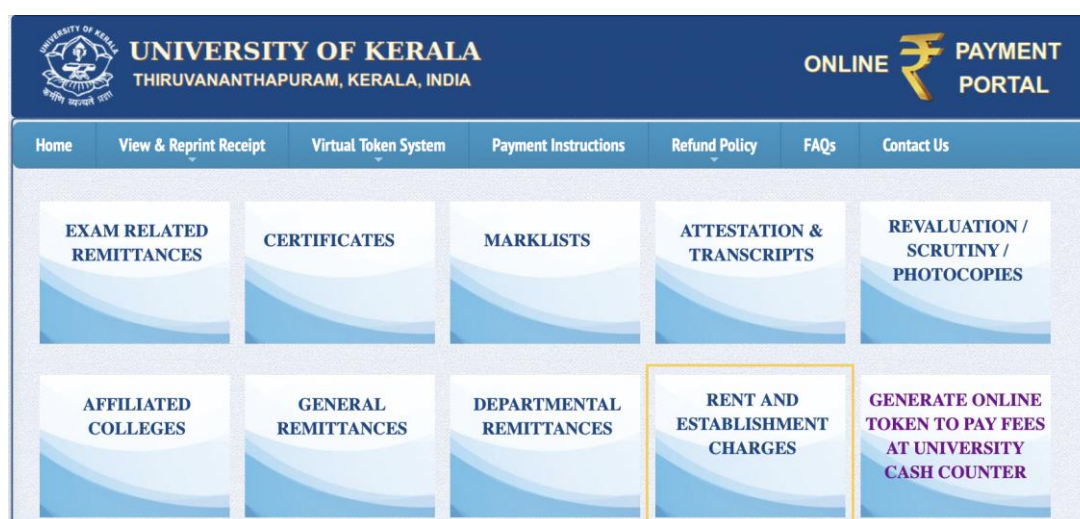 UNIVERSITY OF KERALA
THIRUVANANTHAPURAM, KERALA, INDIA
ONLINE ₹ PAYMENT
PORTAL
Home View & Reprint Receipt Virtual Token System Payment Instructions Refund Policy FAQs Contact Us
EXAM RELATED
REMITTANCES
CERTIFICATES
MARKLISTS
ATTESTATION &
TRANSCRIPTS
REVALUATION /
SCRUTINY /
PHOTOCOPIES
AFFILIATED
COLLEGES
GENERAL
REMITTANCES
DEPARTMENTAL
REMITTANCES
RENT AND
ESTABLISHMENT
CHARGES
GENERATE ONLINE
TOKEN TO PAY FEES
AT UNIVERSITY
CASH COUNTER